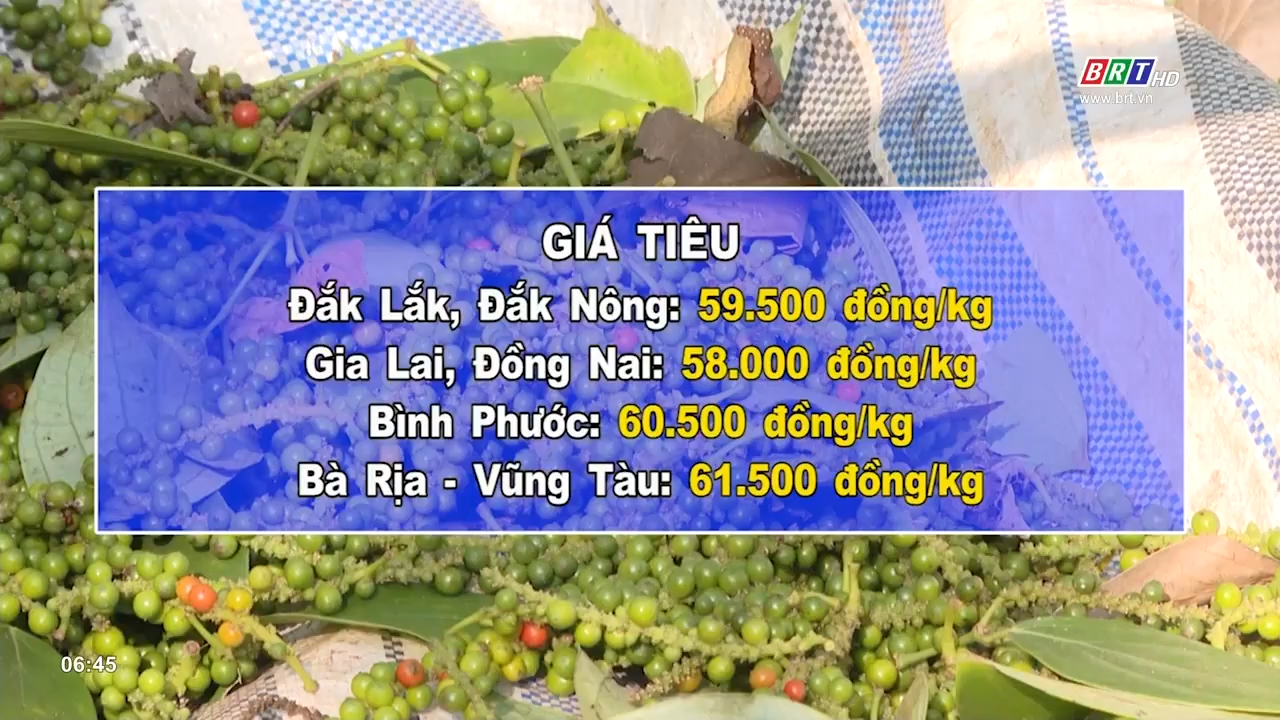 BRT HD
www.brt.vn
GIÁ TIÊU
Đắk Lắk, Đắk Nông: 59.500 đồng/kg
Gia Lai, Đồng Nai: 58.000 đồng/kg
Bình Phước: 60.500 đồng/kg
Bà Rịa - Vũng Tàu: 61.500 đồng/kg
06:45